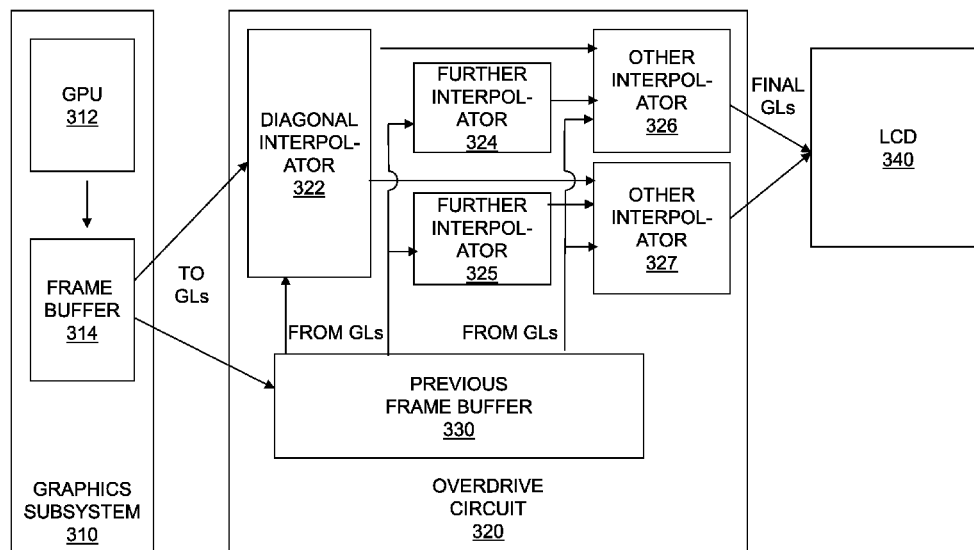 GPU
312
FRAME
BUFFER
314
GRAPHICS
SUBSYSTEM
310
TO
GLs
DIAGONAL
INTERPOL-
ATOR
322
FURTHER
INTERPOL-
ATOR
324
FURTHER
INTERPOL-
ATOR
325
OTHER
INTERPOL-
ATOR
326
OTHER
INTERPOL-
ATOR
327
FROM GLs
FROM GLs
PREVIOUS
FRAME BUFFER
330
OVERDRIVE
CIRCUIT
320
FINAL
GLs
LCD
340